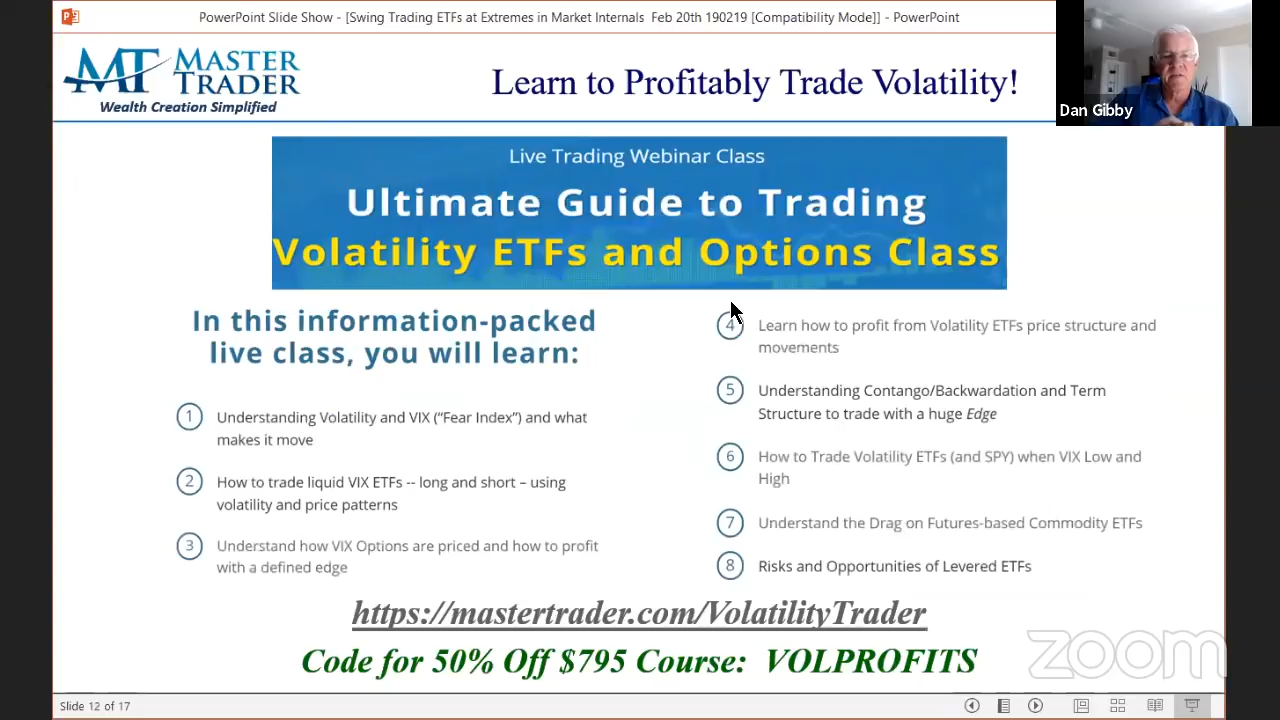 PowerPoint Slide Show - [Swing Trading ETFs at Extremes in Market Internals  Feb 20th 190219 [Compatibility Mode]] - PowerPoint
MASTER
TRADER
Wealth Creation Simplified
Learn to Profitably Trade Volatility!
Dan Gibby
Live Trading Webinar Class
Ultimate Guide to Trading
Volatility ETFs and Options Class
In this information-packed
live class, you will learn:
1 Understanding Volatility and VIX (“Fear Index”) and what
makes it move
2 How to trade liquid VIX ETFs -- long and short – using
volatility and price patterns
3 Understand how VIX Options are priced and how to profit
with a defined edge
4 Learn how to profit from Volatility ETFs price structure and
movements
5 Understanding Contango/Backwardation and Term
Structure to trade with a huge Edge
6 How to Trade Volatility ETFs (and SPY) when VIX Low and
High
7 Understand the Drag on Futures-based Commodity ETFs
8 Risks and Opportunities of Levered ETFs
https://mastertrader.com/VolatilityTrader
Code for 50% Off $795 Course:  VOLPROFITS
zoom
Slide 12 of 17